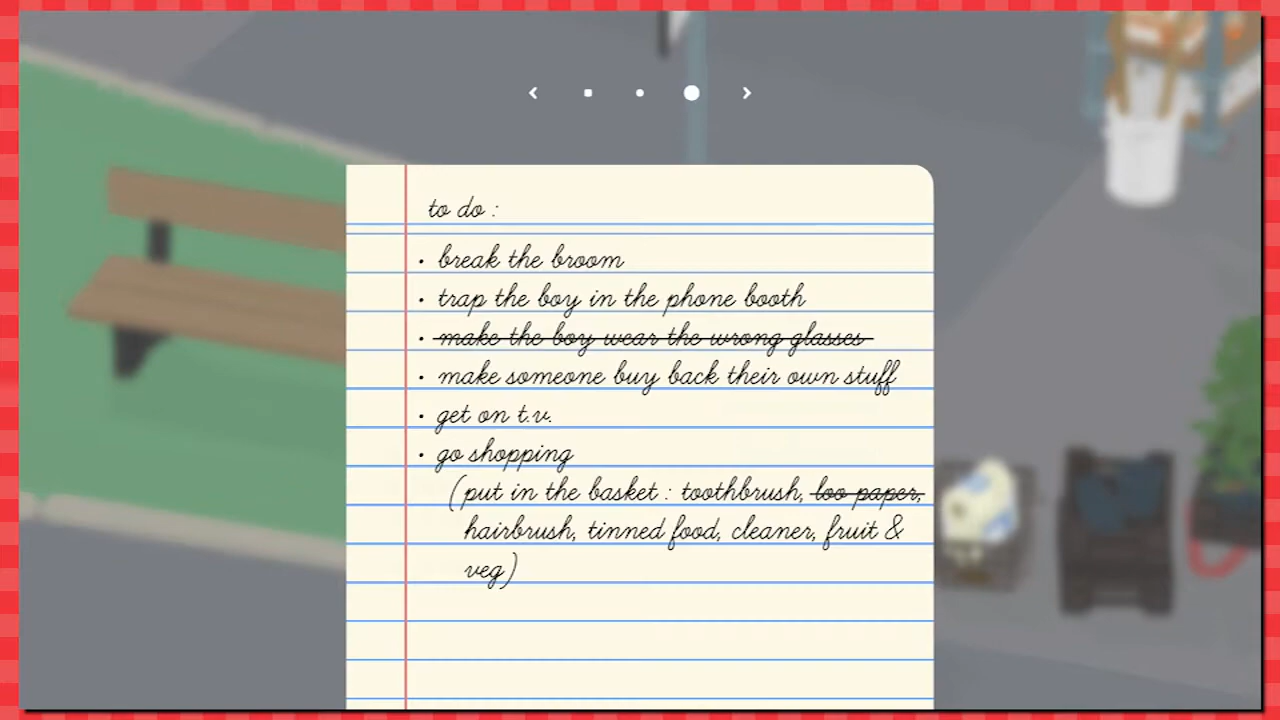 to do :
• break the broom
• trap the boy in the phone booth
• make the boy wear the wrong glasses
• make someone buy back their own stuff
• get on t.v.
• go shopping
(put in the basket : toothbrush, loo paper,
hairbrush, tinned food, cleaner, fruit &
veg)